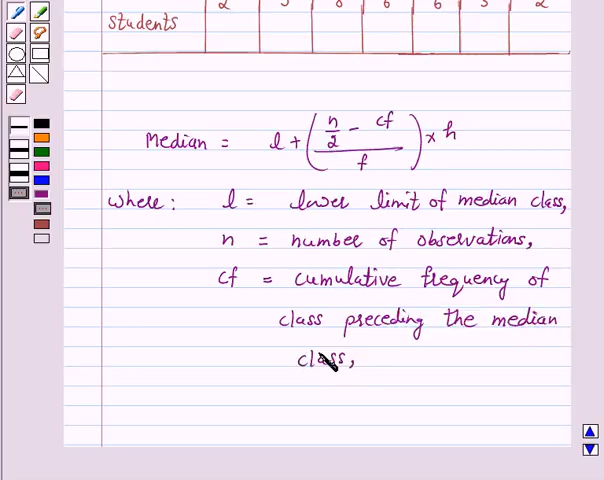 students 2 3 8 6 6 3 2
Median = l + ( n/2 - cf / f ) × h
where : l = lower limit of median class,
n = number of observations,
cf = cumulative frequency of
class preceding the median
class,